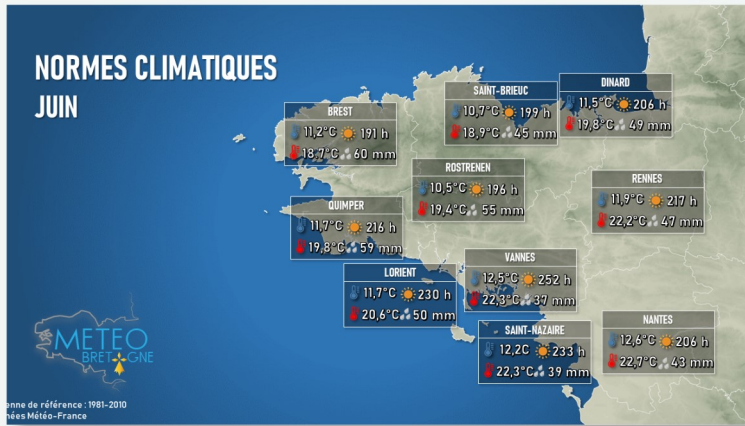 NORMES CLIMATIQUES
JUIN
BREST
11,2°C 191 h
18,7°C 60 mm
SAINT-BRIEUC
10,7°C 199 h
18,9°C 45 mm
DINARD
11,5°C 206 h
19,8°C 49 mm
ROSTRENEN
10,5°C 196 h
19,4°C 55 mm
RENNES
11,9°C 217 h
22,2°C 47 mm
QUIMPER
11,7°C 216 h
19,8°C 59 mm
LORIENT
11,7°C 230 h
20,6°C 50 mm
VANNES
12,5°C 252 h
22,3°C 37 mm
SAINT-NAZAIRE
12,2C 233 h
22,3°C 39 mm
NANTES
12,6°C 206 h
22,7°C 43 mm
METEO
BRETAGNE
enne de référence : 1981-2010
nées Météo-France